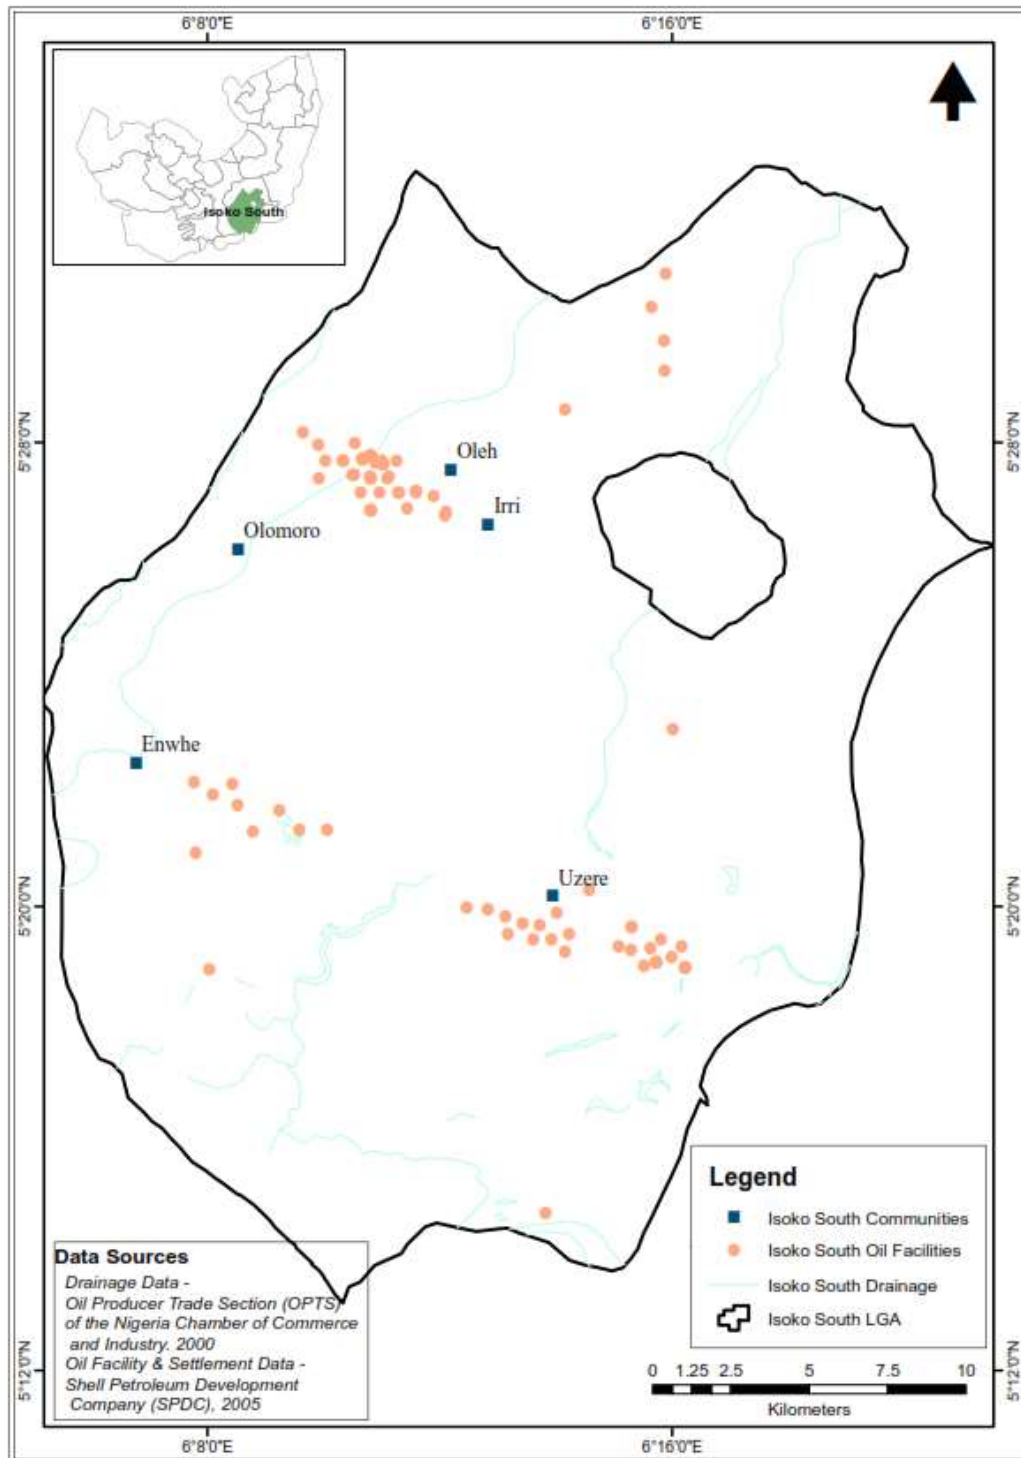 6°8'0"E
6°16'0"E
Isoko South
5°28'0"N
5°28'0"N
Oleh
Irri
Olomoro
Enwhe
Uzere
5°20'0"N
5°20'0"N
Legend
Isoko South Communities
Isoko South Oil Facilities
Isoko South Drainage
Isoko South LGA
Data Sources
Drainage Data -
Oil Producer Trade Section (OPTS)
of the Nigeria Chamber of Commerce
and Industry. 2000
Oil Facility & Settlement Data -
Shell Petroleum Development
Company (SPDC), 2005
5°12'0"N
5°12'0"N
0 1.25 2.5 5 7.5 10
Kilometers
6°8'0"E
6°16'0"E